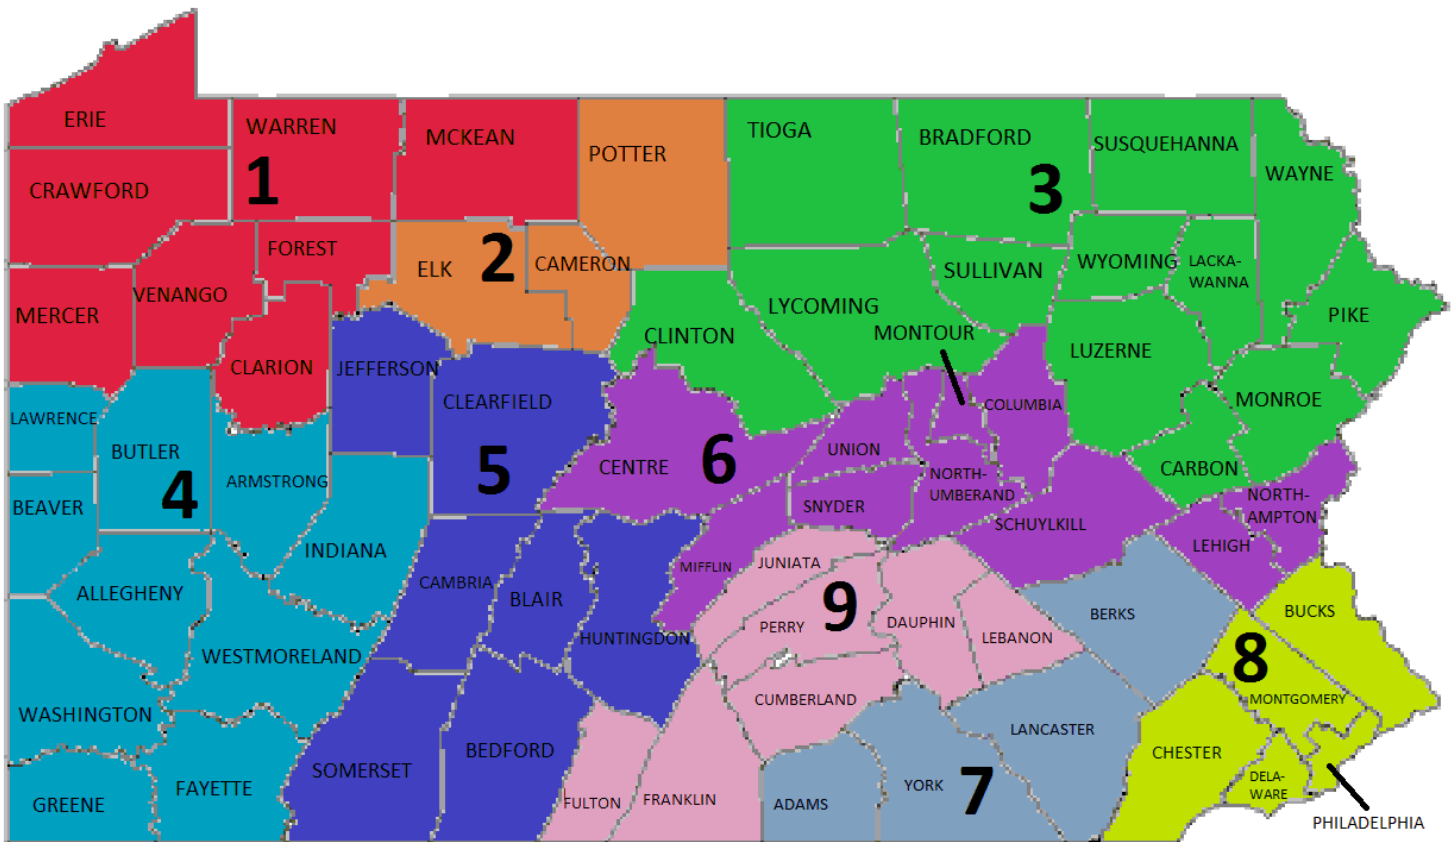 ERIE
WARREN
MCKEAN
POTTER
TIOGA
BRADFORD
SUSQUEHANNA
WAYNE
CRAWFORD
1
3
FOREST
2
ELK
CAMERON
SULLIVAN
WYOMING
LACKA-
WANNA
MERCER
VENANGO
LYCOMING
PIKE
CLINTON
MONTOUR
LUZERNE
CLARION
JEFFERSON
CLEARFIELD
COLUMBIA
MONROE
LAWRENCE
BUTLER
ARMSTRONG
4
5
CENTRE
6
UNION
NORTH-
UMBERAND
CARBON
NORTH-
AMPTON
BEAVER
SNYDER
SCHUYLKILL
LEHIGH
INDIANA
ALLEGHENY
CAMBRIA
BLAIR
MIFFLIN
JUNIATA
HUNTINGDON
PERRY
9
DAUPHIN
LEBANON
BERKS
BUCKS
WESTMORELAND
8
WASHINGTON
CUMBERLAND
LANCASTER
MONTGOMERY
SOMERSET
BEDFORD
CHESTER
GREENE
FAYETTE
FULTON
FRANKLIN
ADAMS
YORK
7
DELA-
WARE
PHILADELPHIA